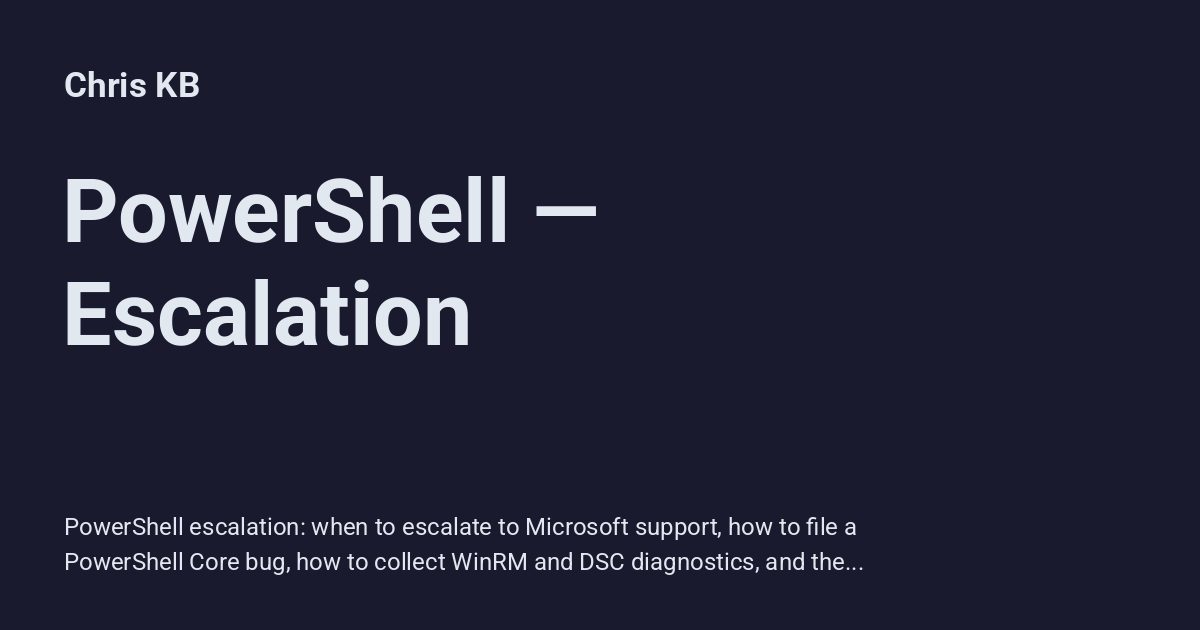 Chris KB
PowerShell —
Escalation
PowerShell escalation: when to escalate to Microsoft support, how to file a
PowerShell Core bug, how to collect WinRM and DSC diagnostics, and the...